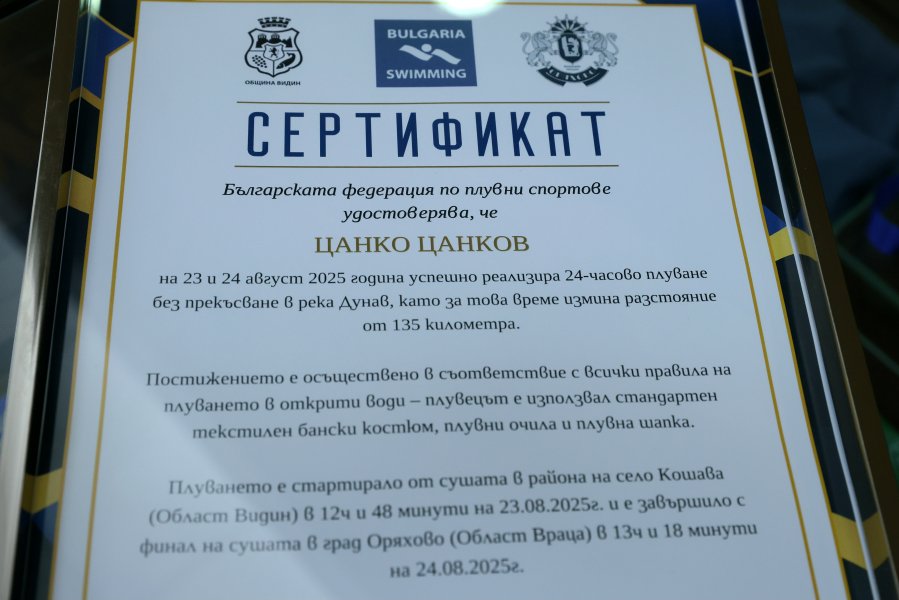 ОБЩИНА ВИДИН
BULGARIA
SWIMMING
СЕРТИФИКАТ
Българската федерация по плувни спортове
удостоверява, че
ЦАНКО ЦАНКОВ
на 23 и 24 август 2025 година успешно реализира 24-часово плуване
без прекъсване в река Дунав, като за това време измина разстояние
от 135 километра.
Постижението е осъществено в съответствие с всички правила на
плуването в открити води – плувецът е използвал стандартен
текстилен бански костюм, плувни очила и плувна шапка.
Плуването е стартирало от сушата в района на село Кошава
(Област Видин) в 12ч и 48 минути на 23.08.2025г. и е завършило с
финал на сушата в град Оряхово (Област Враца) в 13ч и 18 минути
на 24.08.2025г.